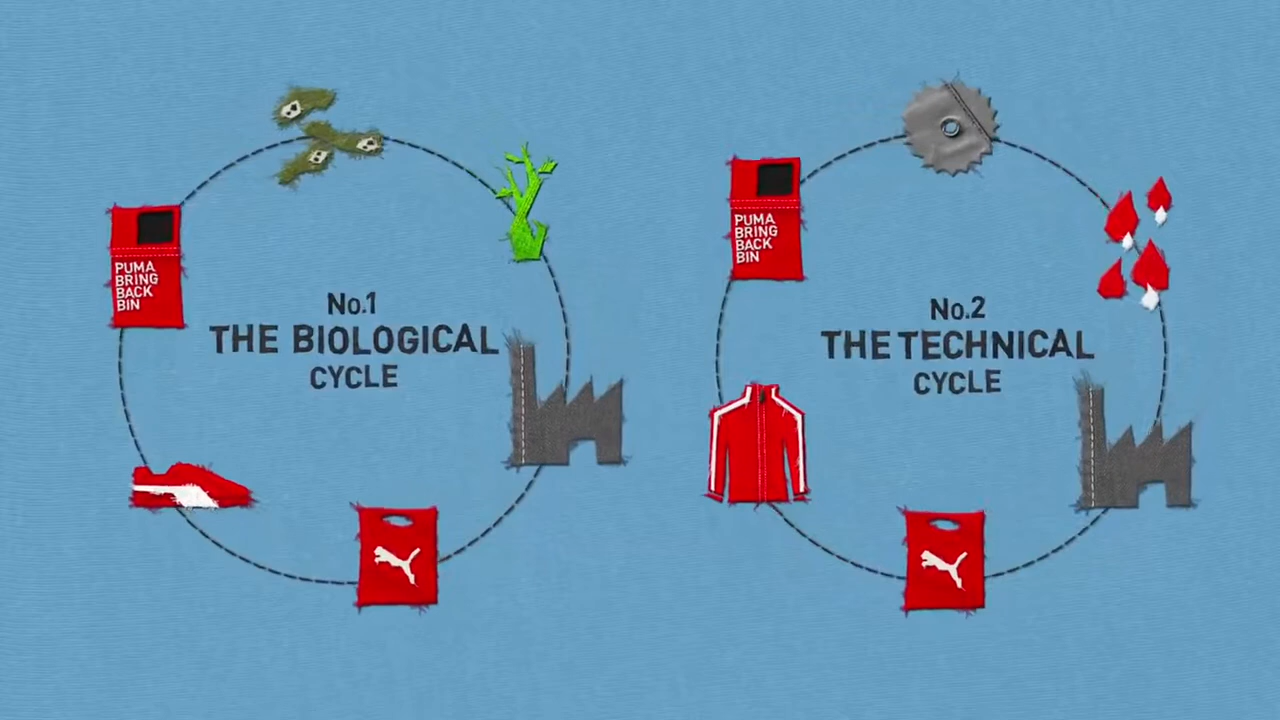 No.1
THE BIOLOGICAL
CYCLE
PUMA
BRING
BACK
BIN
No.2
THE TECHNICAL
CYCLE
PUMA
BRING
BACK
BIN